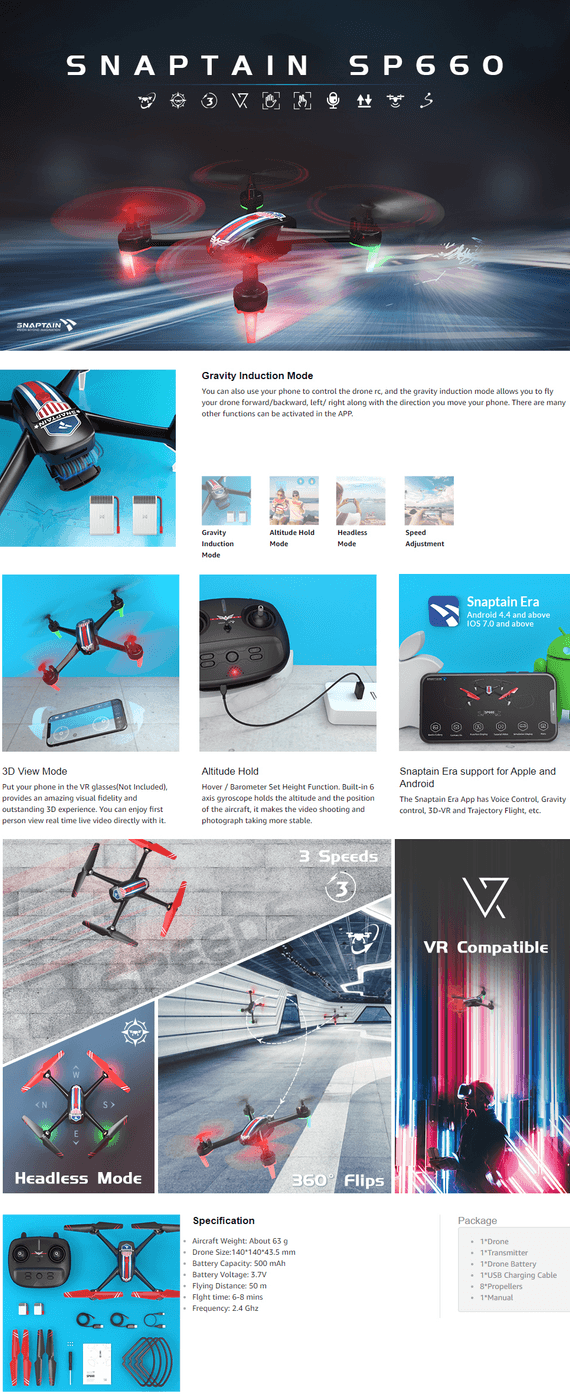 SNAPTAIN SP660
3
SNAPTAIN
Gravity Induction Mode
You can also use your phone to control the drone rc, and the gravity induction mode allows you to fly
your drone forward/backward, left/ right along with the direction you move your phone. There are many
other functions can be activated in the APP.
Gravity
Induction
Mode
Altitude Hold
Mode
Headless
Mode
Speed
Adjustment
Snaptain Era
Android 4.4 and above
IOS 7.0 and above
3D View Mode
Put your phone in the VR glasses(Not Included),
provides an amazing visual fidelity and
outstanding 3D experience. You can enjoy first
person view real time live video directly with it.
Altitude Hold
Hover / Barometer Set Height Function. Built-in 6
axis gyroscope holds the altitude and the position
of the aircraft, it makes the video shooting and
photograph taking more stable.
Snaptain Era support for Apple and
Android
The Snaptain Era App has Voice Control, Gravity
control, 3D-VR and Trajectory Flight, etc.
3 Speeds
3
VR Compatible
W
N
S
E
Headless Mode
360° Flips
Specification
Aircraft Weight: About 63 g
Drone Size:140*140*43.5 mm
Battery Capacity: 500 mAh
Battery Voltage: 3.7V
Flying Distance: 50 m
Flght time: 6-8 mins
Frequency: 2.4 Ghz
Package
1*Drone
1*Transmitter
1*Drone Battery
1*USB Charging Cable
8*Propellers
1*Manual